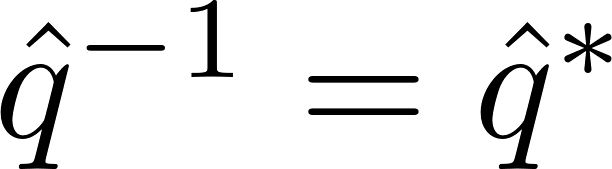 q̂⁻¹ = q̂*